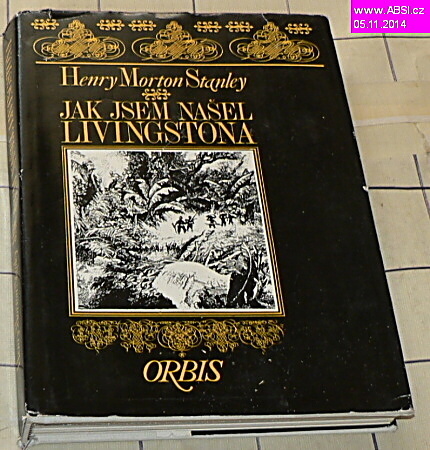 www.ABSI.cz
05.11.2014
Henry Morton Stanley
JAK JSEM NAŠEL
LIVINGSTONA
ORBIS